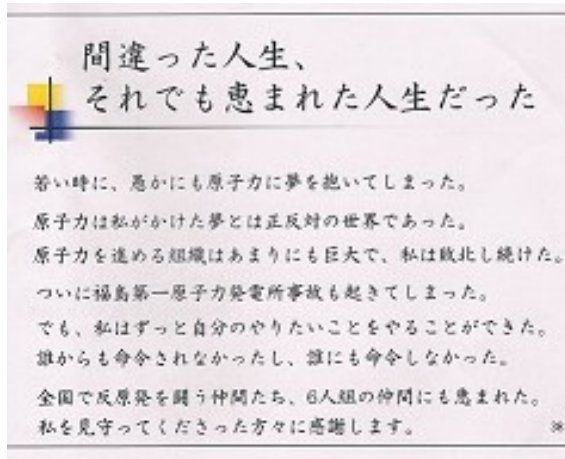 間違った人生、
それでも恵まれた人生だった
若い時に、愚かにも原子力に夢を抱いてしまった。
原子力は私がかけた夢とは正反対の世界であった。
原子力を進める組織はあまりにも巨大で、私は敗北し続けた。
ついに福島第一原子力発電所事故も起きてしまった。
でも、私はずっと自分のやりたいことをやることができた。
誰からも命令されなかったし、誰にも命令しなかった。
全国で反原発を闘う仲間たち、6人組の仲間にも恵まれた。
私を見守ってくださった方々に感謝します。